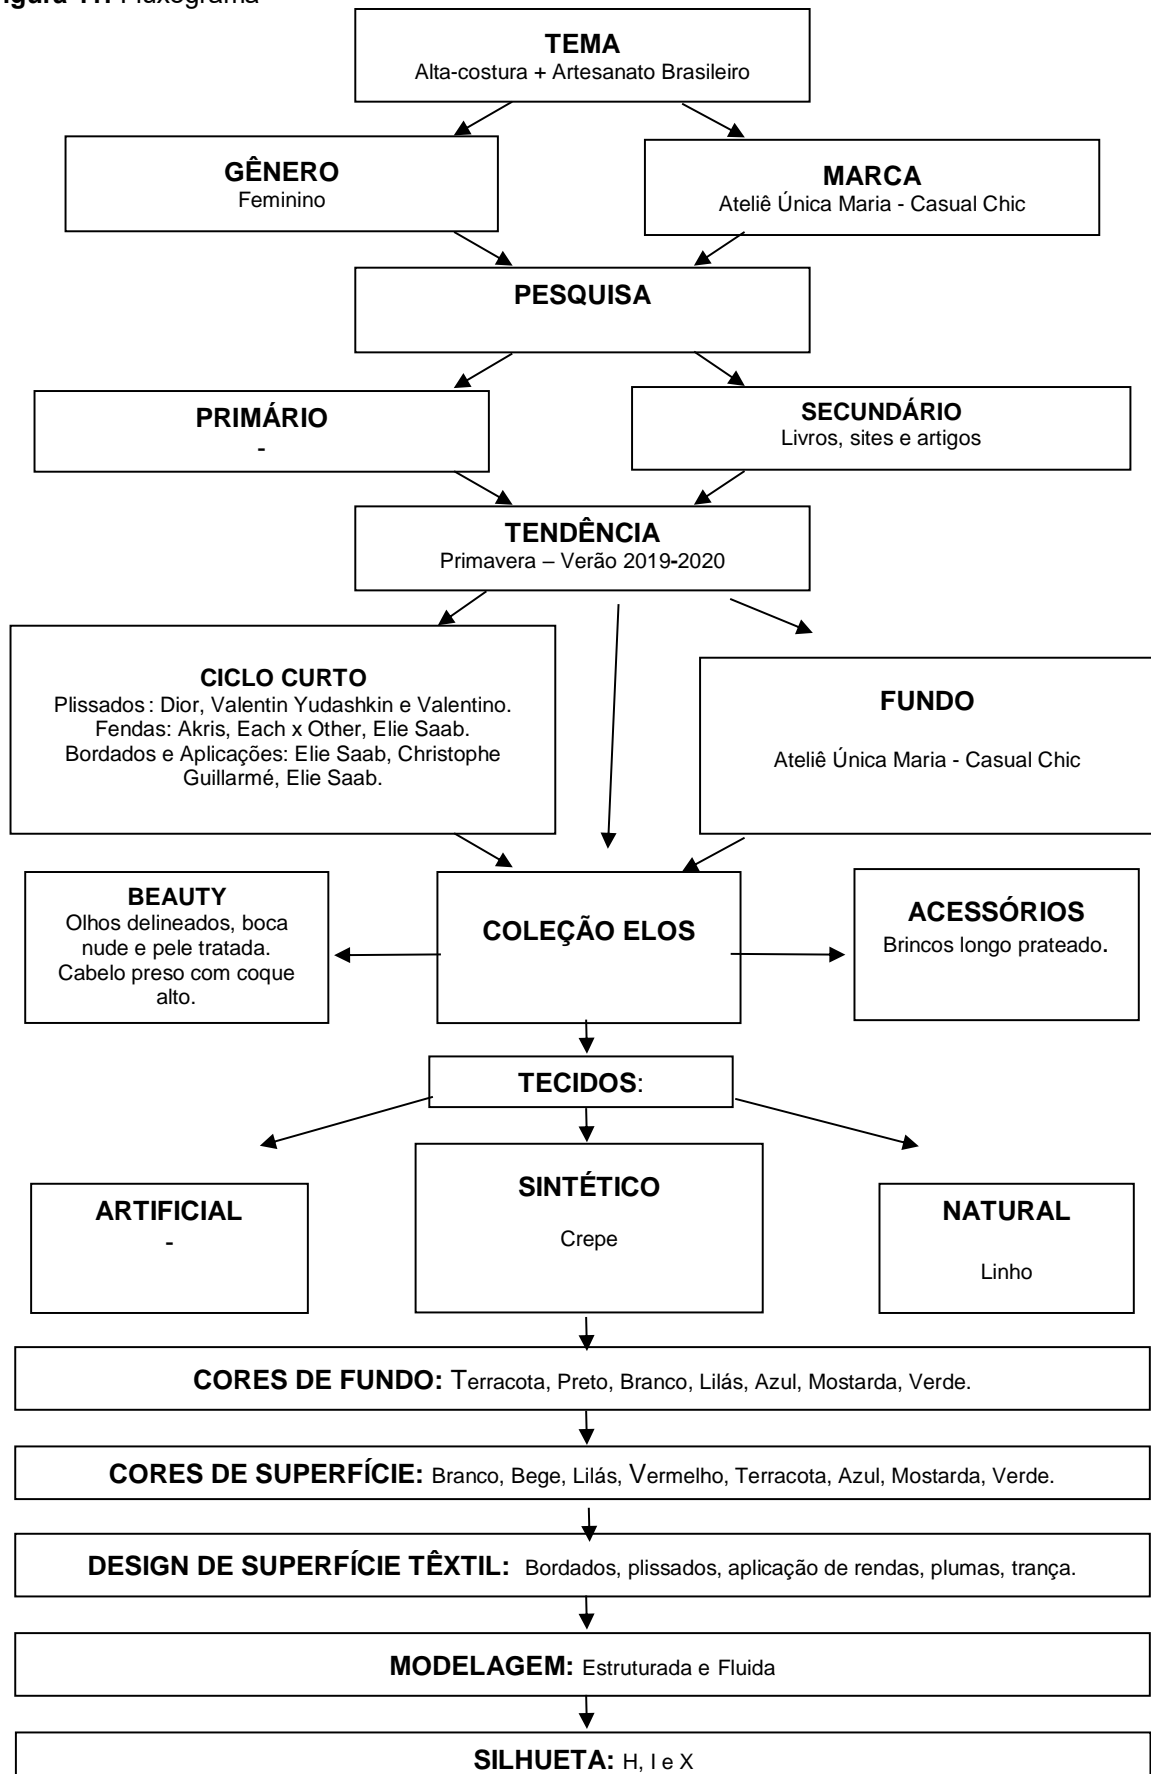 Figura 11: Fluxograma
TEMA
Alta-costura + Artesanato Brasileiro
GÊNERO
Feminino
MARCA
Ateliê Única Maria - Casual Chic
PESQUISA
PRIMÁRIO
-
SECUNDÁRIO
Livros, sites e artigos
TENDÊNCIA
Primavera – Verão 2019-2020
CICLO CURTO
Plissados: Dior, Valentin Yudashkin e Valentino.
Fendas: Akris, Each x Other, Elie Saab.
Bordados e Aplicações: Elie Saab, Christophe
Guillarmé, Elie Saab.
FUNDO
Ateliê Única Maria - Casual Chic
BEAUTY
Olhos delineados, boca
nude e pele tratada.
Cabelo preso com coque
alto.
COLEÇÃO ELOS
ACESSÓRIOS
Brincos longo prateado.
TECIDOS:
ARTIFICIAL
-
SINTÉTICO
Crepe
NATURAL
Linho
CORES DE FUNDO: Terracota, Preto, Branco, Lilás, Azul, Mostarda, Verde.
CORES DE SUPERFÍCIE: Branco, Bege, Lilás, Vermelho, Terracota, Azul, Mostarda, Verde.
DESIGN DE SUPERFÍCIE TÊXTIL: Bordados, plissados, aplicação de rendas, plumas, trança.
MODELAGEM: Estruturada e Fluida
SILHUETA: H, I e X